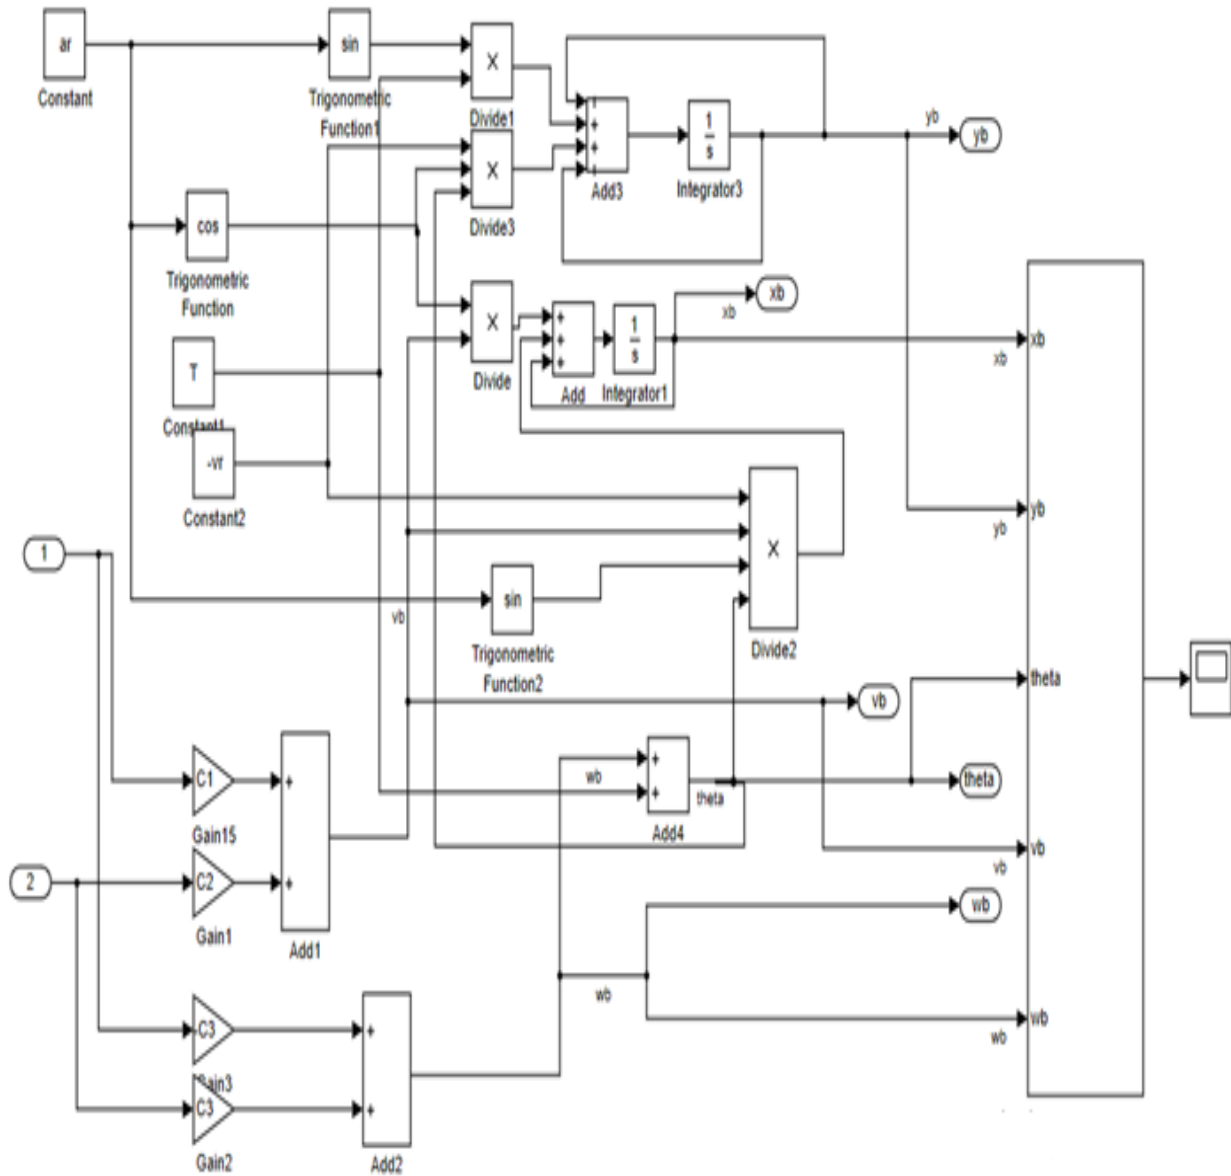 ar
Constant
sin
Trigonometric
Function1
X
Divide1
X
Divide3
+
+
Add3
1
s
Integrator3
yb
yb
cos
Trigonometric
Function
X
Divide
+
+
+
Add
1
s
Integrator1
xb
xb
T
Constant1
-vr
Constant2
xb
xb
yb
yb
1
vb
sin
Trigonometric
Function2
X
Divide2
theta
vb
C1
Gain15
+
+
Add1
wb
+
+
Add4
theta
theta
2
C2
Gain1
vb
vb
wb
wb
wb
wb
-C3
Gain3
C3
Gain2
+
+
Add2